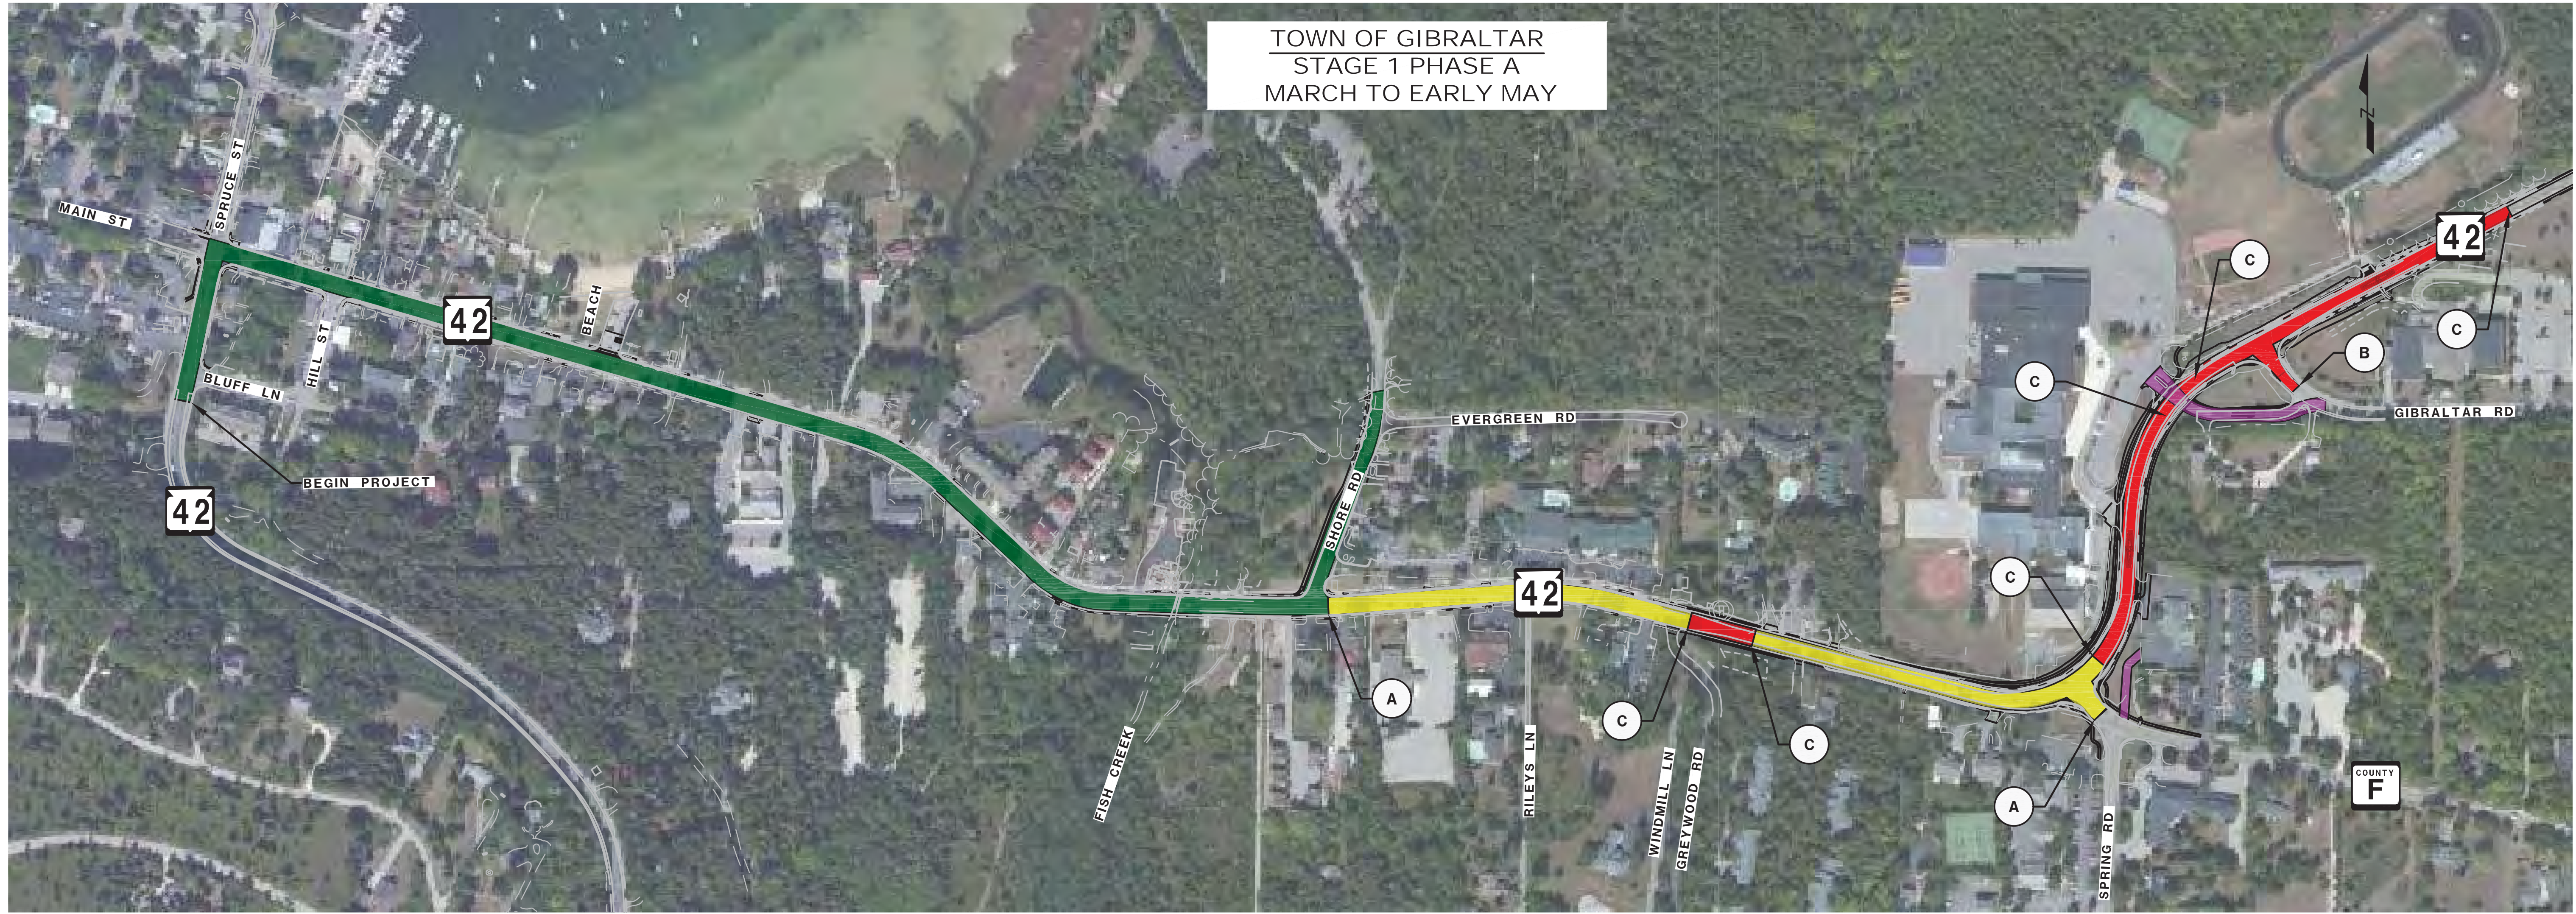 TOWN OF GIBRALTAR
STAGE 1 PHASE A
MARCH TO EARLY MAY
N
MAIN ST
SPRUCE ST
42
BLUFF LN
HILL ST
BEACH
42
BEGIN PROJECT
42
SHORE RD
EVERGREEN RD
42
A
FISH CREEK
RILEYS LN
C
C
WINDMILL LN
GREYWOOD RD
C
C
C
C
B
GIBRALTAR RD
A
SPRING RD
COUNTY
F